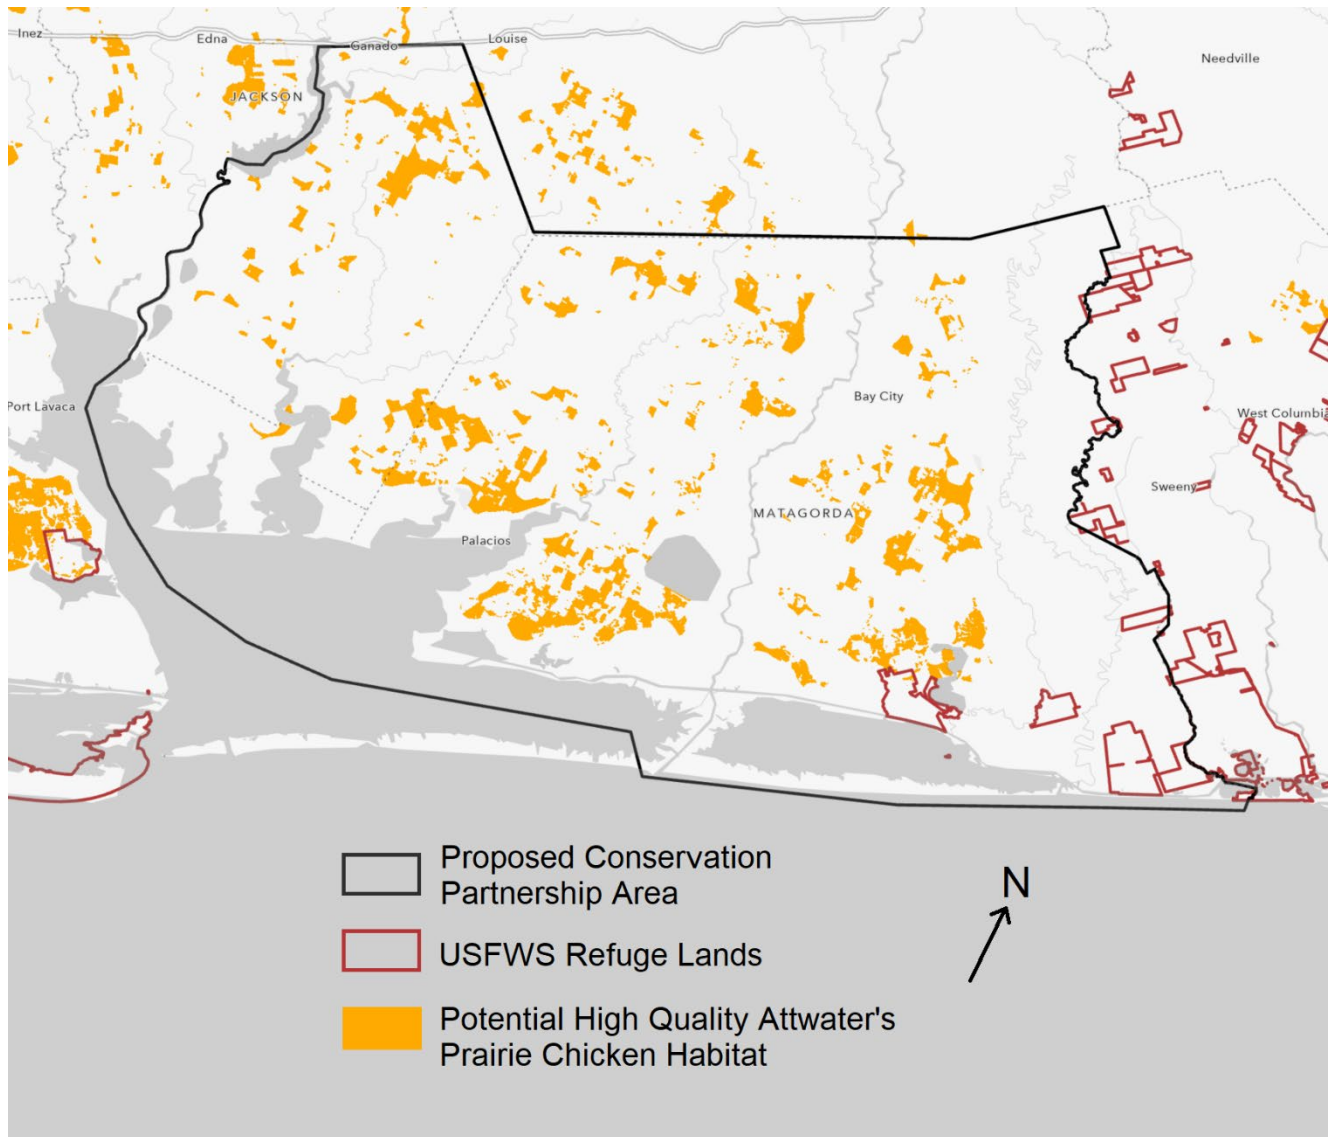 Inez
Edna
Ganado
Louise
Needville
JACKSON
Port Lavaca
Bay City
West Columbia
Sweeny
MATAGORDA
Palacios
Proposed Conservation
Partnership Area
N
USFWS Refuge Lands
Potential High Quality Attwater's
Prairie Chicken Habitat